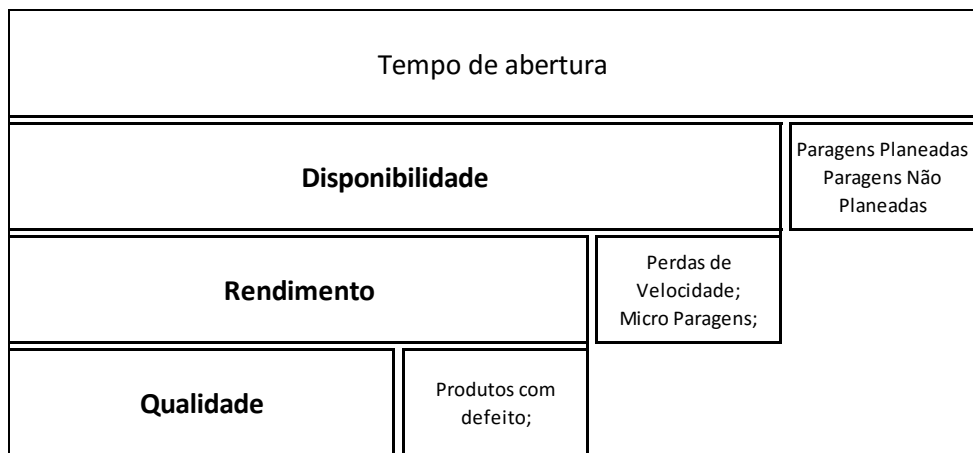 Tempo de abertura
Disponibilidade
Paragens Planeadas
Paragens Não
Planeadas
Rendimento
Perdas de
Velocidade;
Micro Paragens;
Qualidade
Produtos com
defeito;